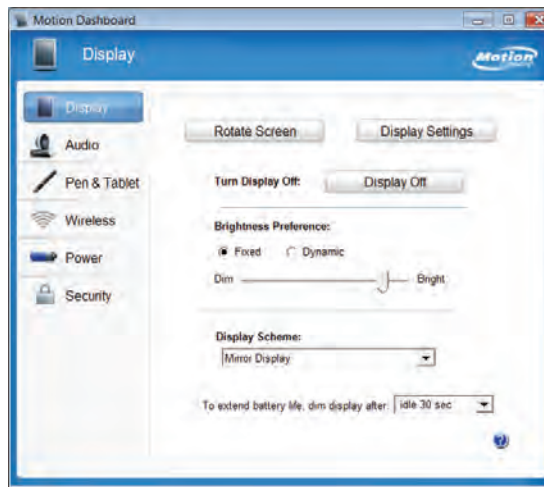 Motion Dashboard
Display
Motion
Display
Audio
Pen & Tablet
Wireless
Power
Security
Rotate Screen Display Settings
Turn Display Off: Display Off
Brightness Preference:
Fixed Dynamic
Dim Bright
Display Scheme:
Mirror Display
To extend battery life, dim display after: idle 30 sec
?